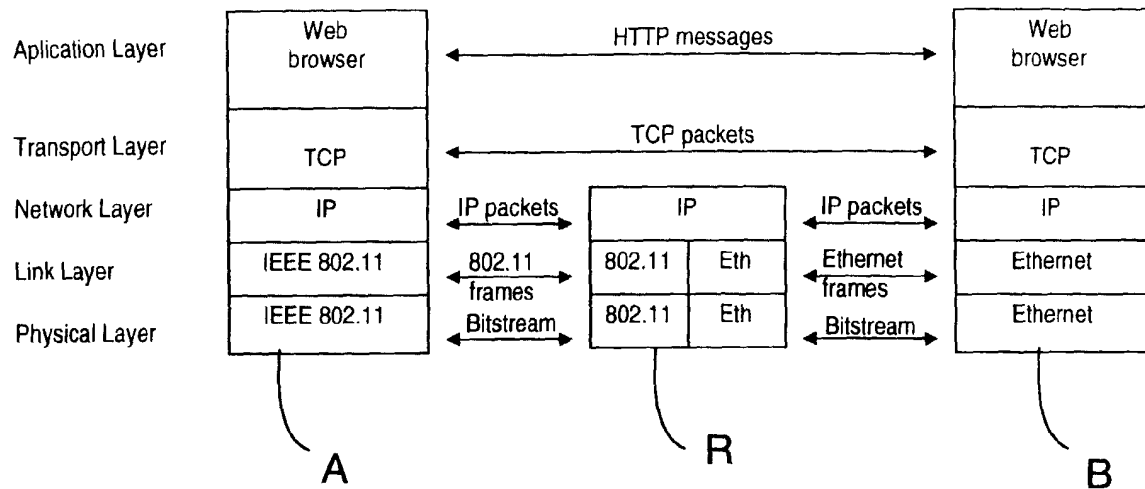 Aplication Layer
Web
browser
HTTP messages
Web
browser
Transport Layer
TCP
TCP packets
TCP
Network Layer
IP
IP packets
IP
IP packets
IP
Link Layer
IEEE 802.11
802.11
frames
802.11
Eth
Ethernet
frames
Ethernet
Physical Layer
IEEE 802.11
Bitstream
802.11
Eth
Bitstream
Ethernet
A
R
B